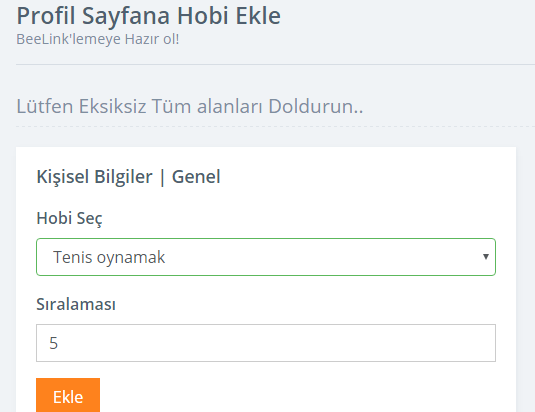 Profil Sayfana Hobi Ekle
BeeLink'lemeye Hazır ol!
Lütfen Eksiksiz Tüm alanları Doldurun..
Kişisel Bilgiler | Genel
Hobi Seç
Tenis oynamak
Sıralaması
5
Ekle